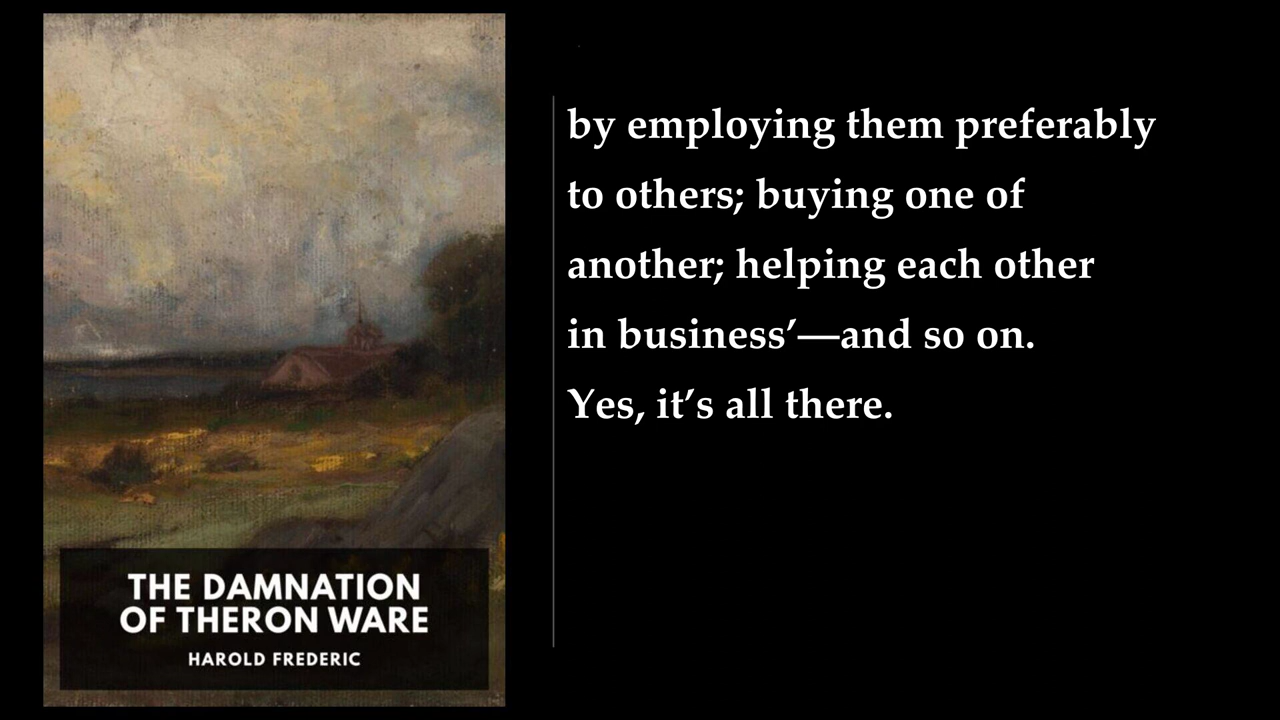 by employing them preferably
to others; buying one of
another; helping each other
in business’—and so on.
Yes, it’s all there.
THE DAMNATION
OF THERON WARE
HAROLD FREDERIC